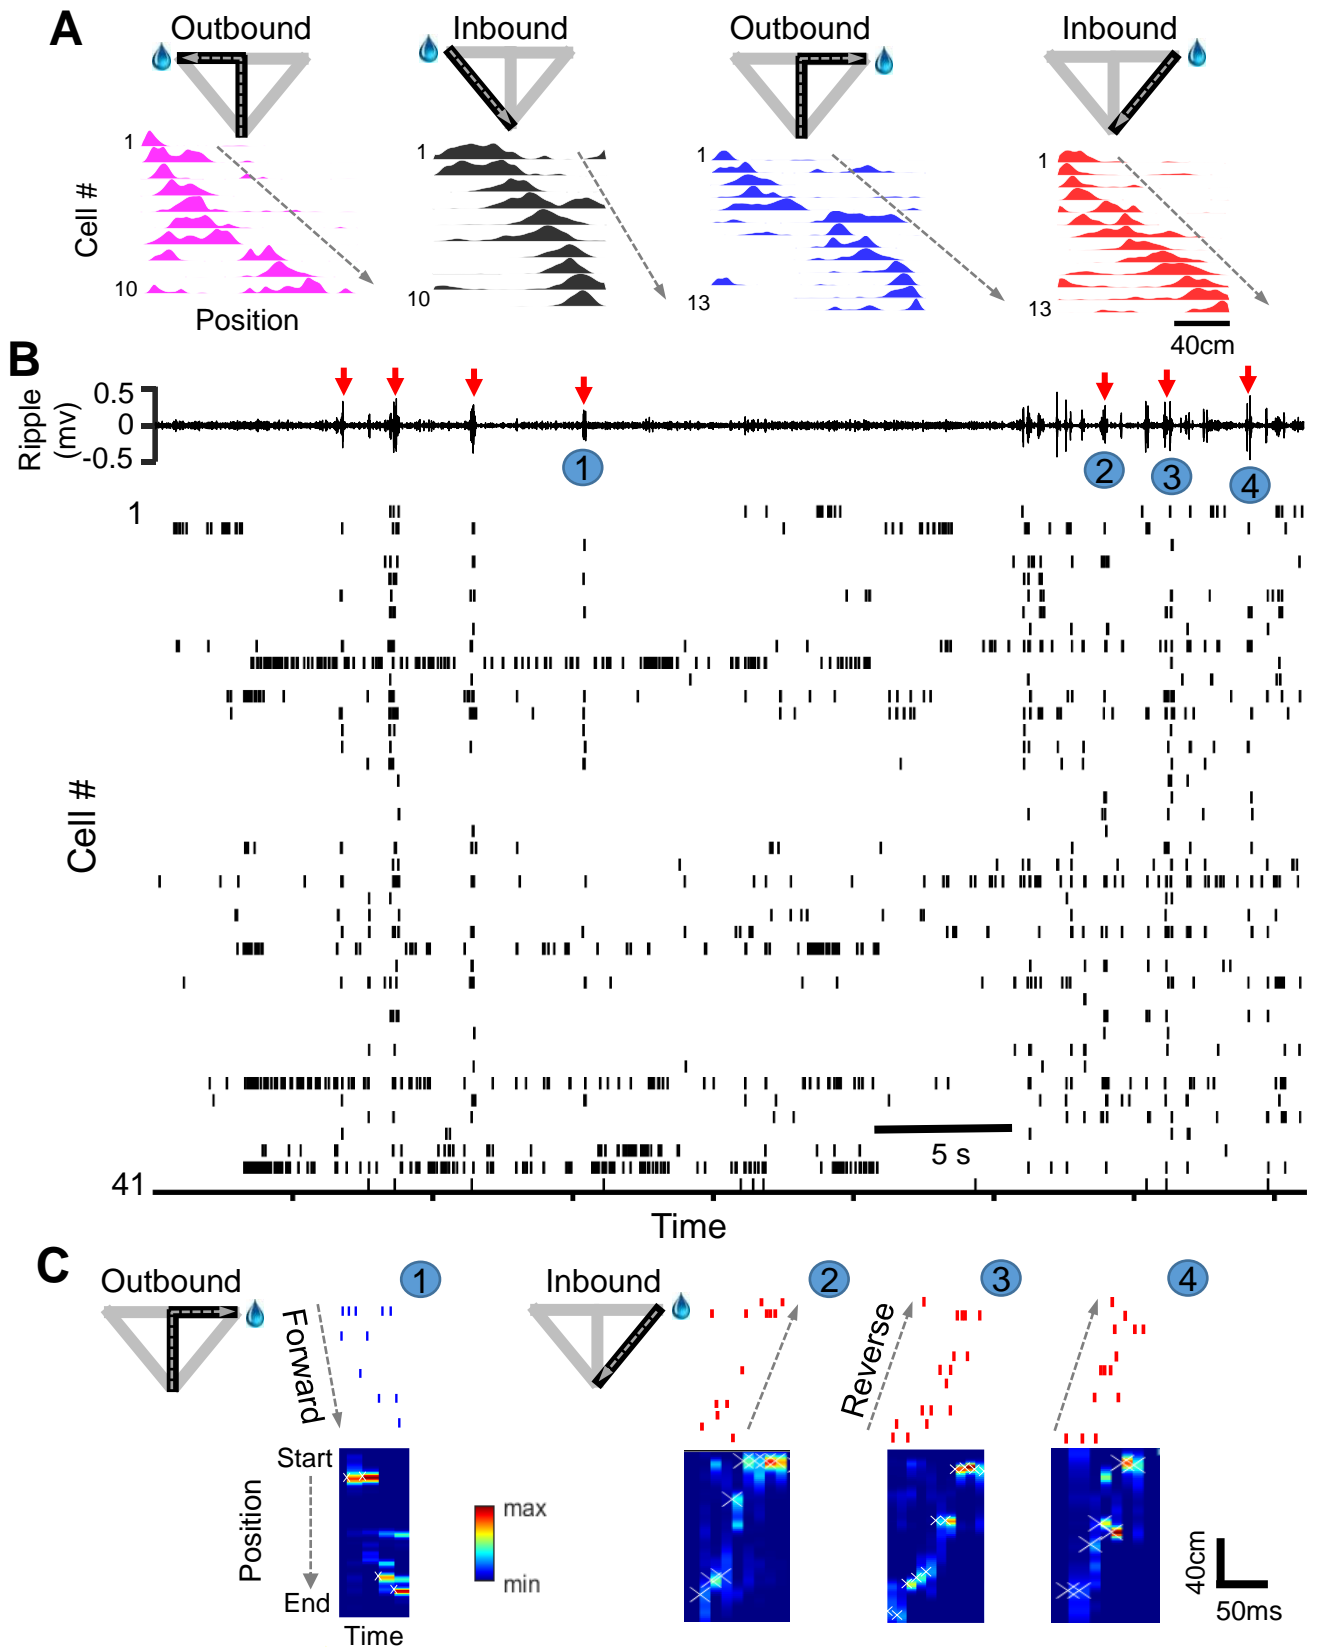 A
Outbound
Inbound
Outbound
Inbound
1
1
1
1
Cell #
10
10
13
13
Position
40cm
B
Ripple
(mv)
0.5
0
-0.5
1
2
3
4
1
Cell #
5 s
41
Time
C
Outbound
1
Inbound
2
3
4
Forward
Reverse
Start
Position
End
max
min
40cm
50ms
Time